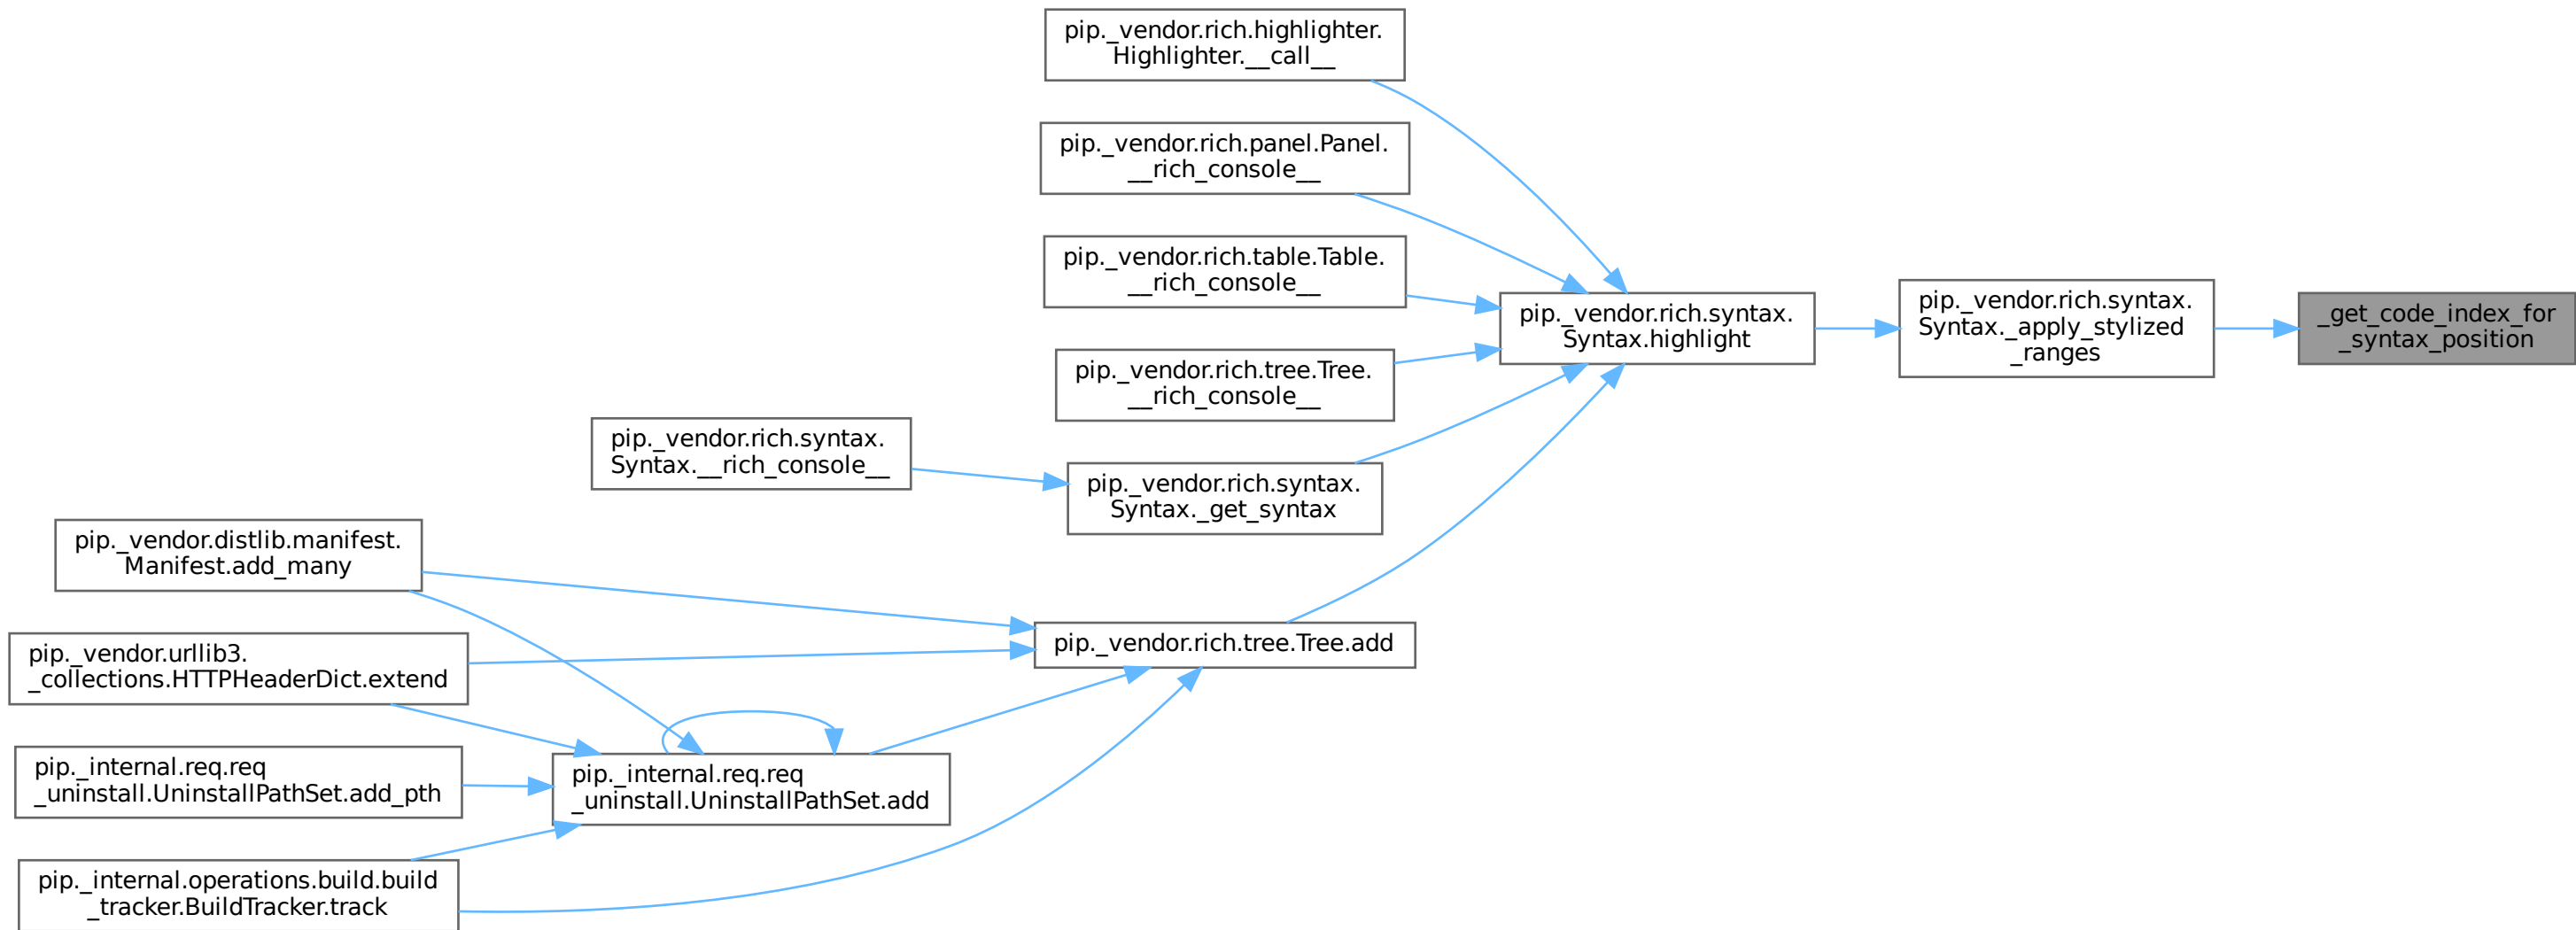 pip._vendor.rich.highlighter.
Highlighter.__call__
pip._vendor.rich.panel.Panel.
__rich_console__
pip._vendor.rich.table.Table.
__rich_console__
pip._vendor.rich.tree.Tree.
__rich_console__
pip._vendor.rich.syntax.
Syntax.highlight
pip._vendor.rich.syntax.
Syntax._apply_stylized
_ranges
_get_code_index_for
_syntax_position
pip._vendor.rich.syntax.
Syntax.__rich_console__
pip._vendor.rich.syntax.
Syntax._get_syntax
pip._vendor.distlib.manifest.
Manifest.add_many
pip._vendor.urllib3.
_collections.HTTPHeaderDict.extend
pip._vendor.rich.tree.Tree.add
pip._internal.req.req
_uninstall.UninstallPathSet.add_pth
pip._internal.req.req
_uninstall.UninstallPathSet.add
pip._internal.operations.build.build
_tracker.BuildTracker.track